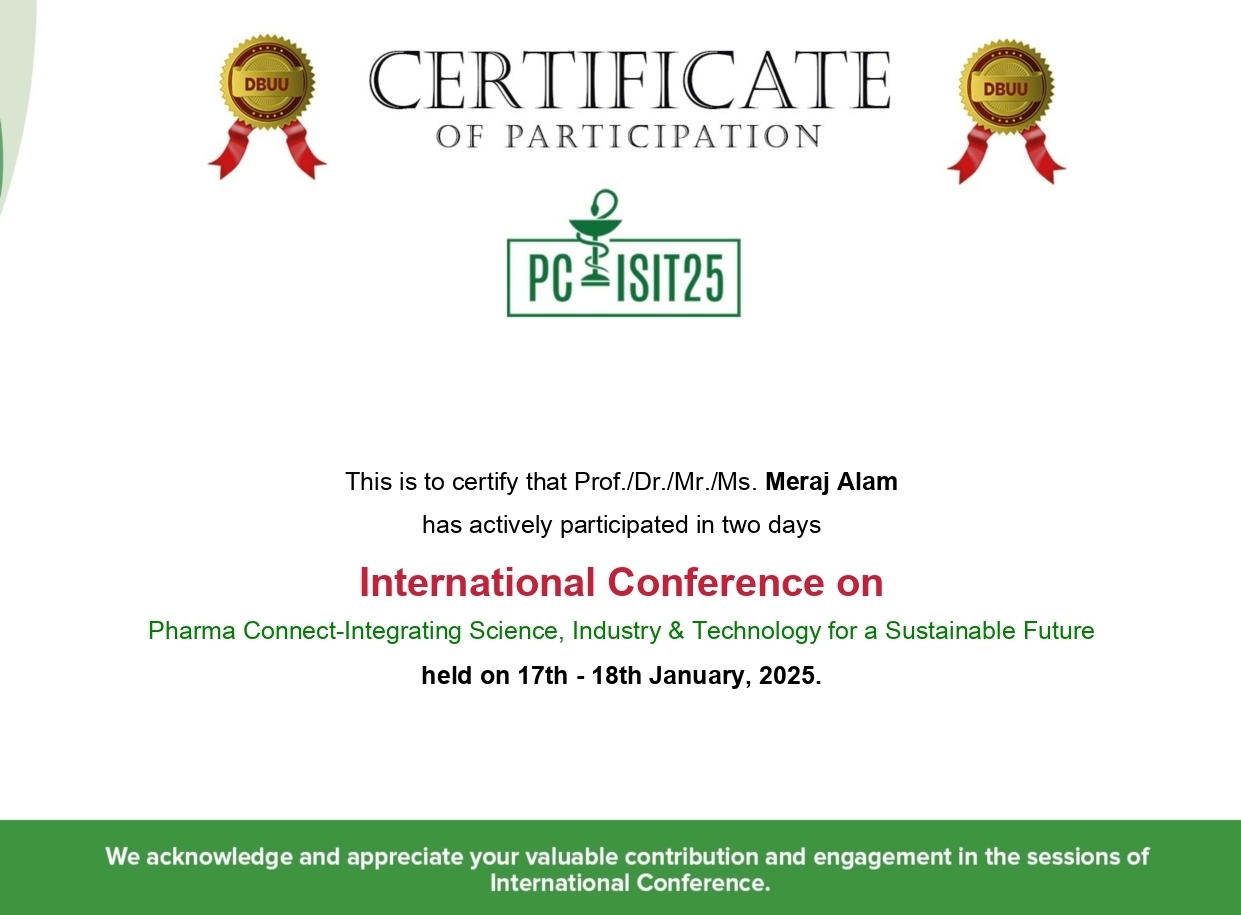 DBUU
CERTIFICATE
DBUU
OF PARTICIPATION
PC ISIT25
This is to certify that Prof./Dr./Mr./Ms. Meraj Alam
has actively participated in two days
International Conference on
Pharma Connect-Integrating Science, Industry & Technology for a Sustainable Future
held on 17th - 18th January, 2025.
We acknowledge and appreciate your valuable contribution and engagement in the sessions of
International Conference.